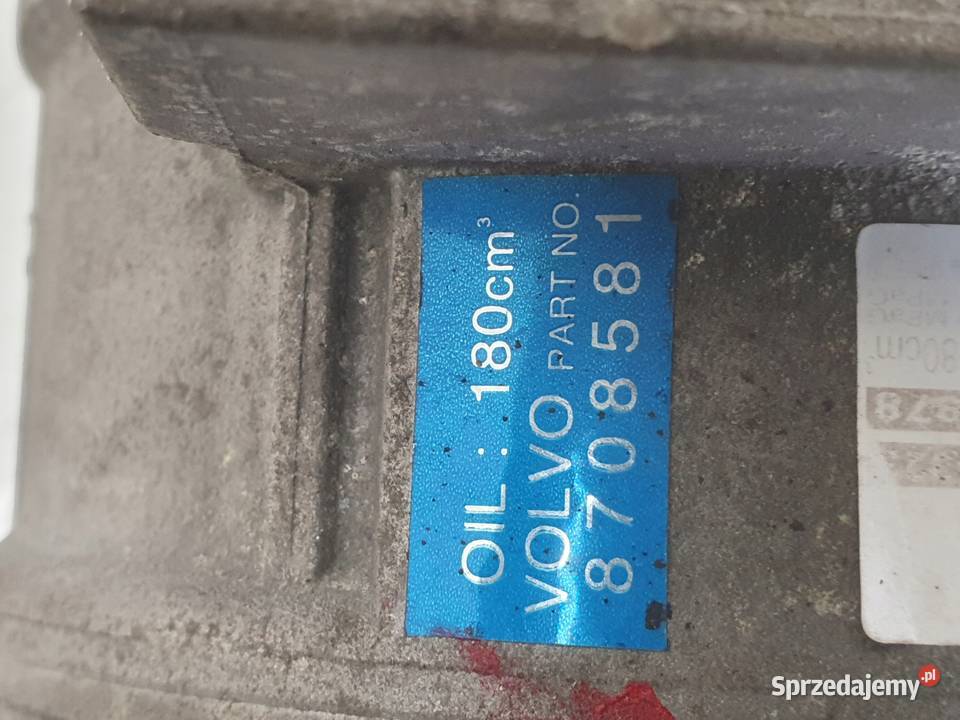 OIL : 180cm³
VOLVO PART NO.
8708581
Sprzedajemy.pl